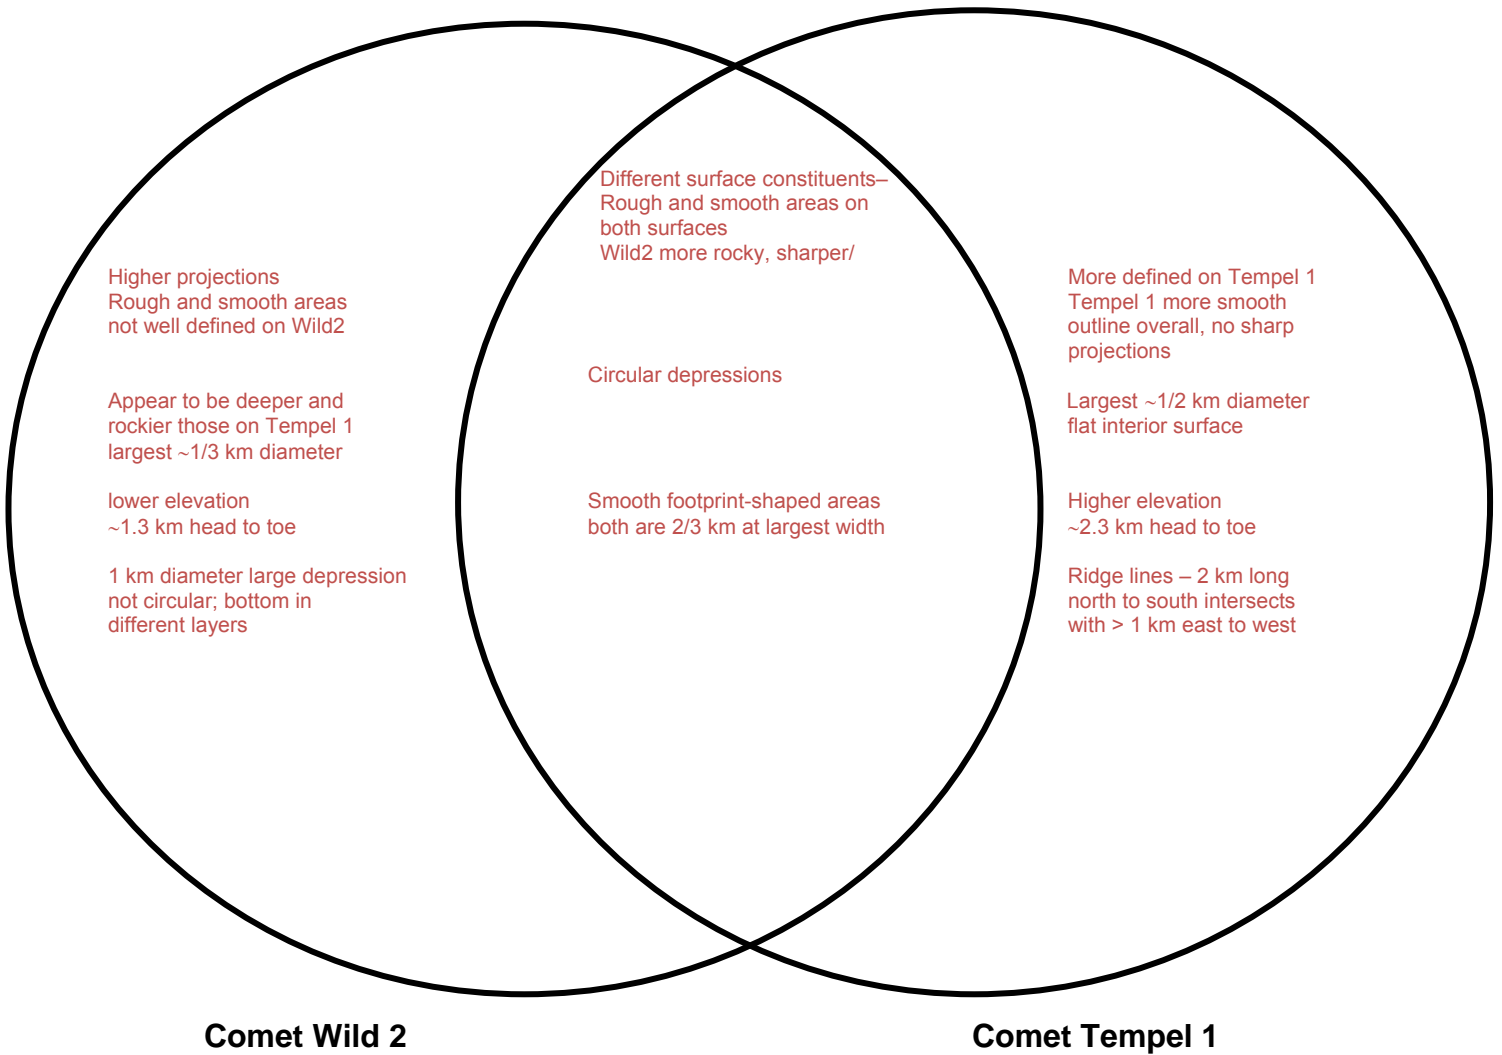 Different surface constituents–
Rough and smooth areas on
both surfaces
Wild2 more rocky, sharper/
Higher projections
Rough and smooth areas
not well defined on Wild2
More defined on Tempel 1
Tempel 1 more smooth
outline overall, no sharp
projections
Circular depressions
Appear to be deeper and
rockier those on Tempel 1
largest ~1/3 km diameter
Largest ~1/2 km diameter
flat interior surface
lower elevation
~1.3 km head to toe
Smooth footprint-shaped areas
both are 2/3 km at largest width
Higher elevation
~2.3 km head to toe
1 km diameter large depression
not circular; bottom in
different layers
Ridge lines – 2 km long
north to south intersects
with > 1 km east to west
Comet Wild 2
Comet Tempel 1